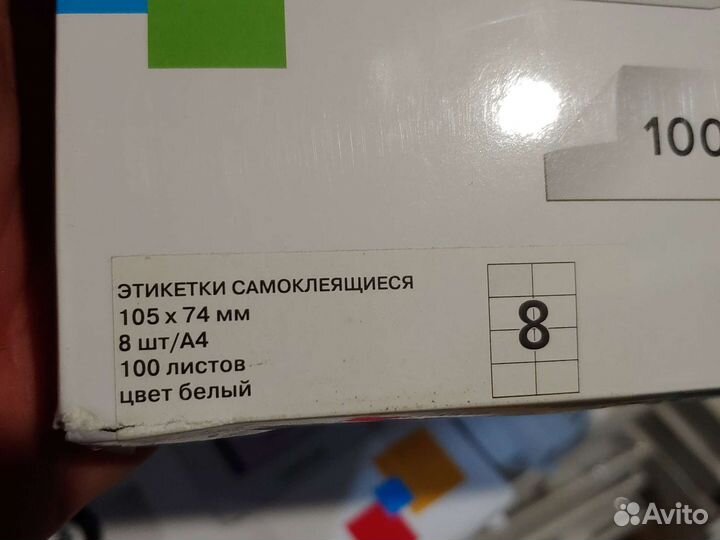 100
ЭТИКЕТКИ САМОКЛЕЯЩИЕСЯ
105 x 74 мм
8 шт/А4
100 листов
цвет белый
8
Avito